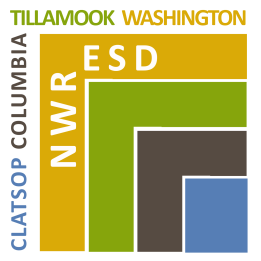 TILLAMOOK WASHINGTON
CLATSOP COLUMBIA
NWR
ESD